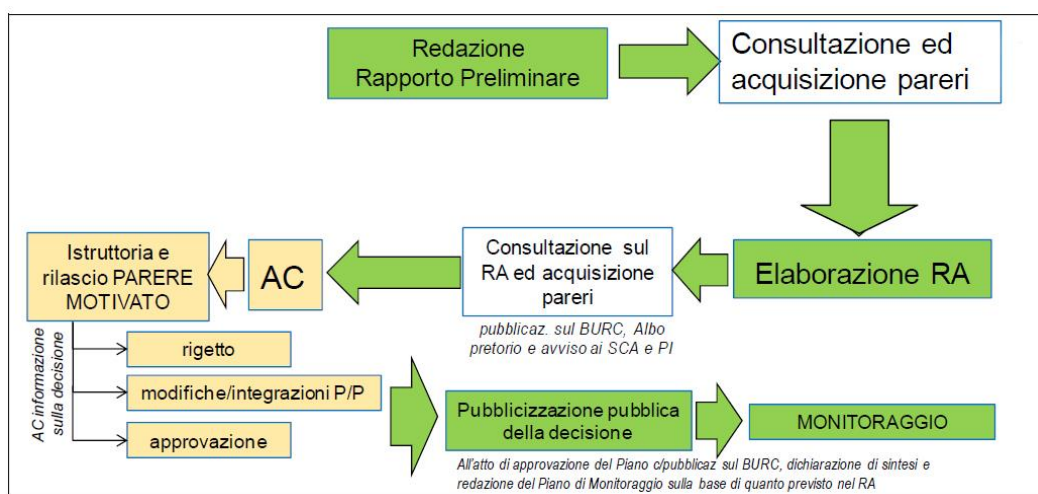 Redazione
Rapporto Preliminare
Consultazione ed
acquisizione pareri
Elaborazione RA
Consultazione sul
RA ed acquisizione
pareri
pubblicaz. sul BURC, Albo
pretorio e avviso ai SCA e PI
AC
Istruttoria e
rilascio PARERE
MOTIVATO
AC informazione
sulla decisione
rigetto
modifiche/integrazioni P/P
approvazione
Pubblicizzazione pubblica
della decisione
MONITORAGGIO
All'atto di approvazione del Piano c/pubblicaz sul BURC, dichiarazione di sintesi e
redazione del Piano di Monitoraggio sulla base di quanto previsto nel RA